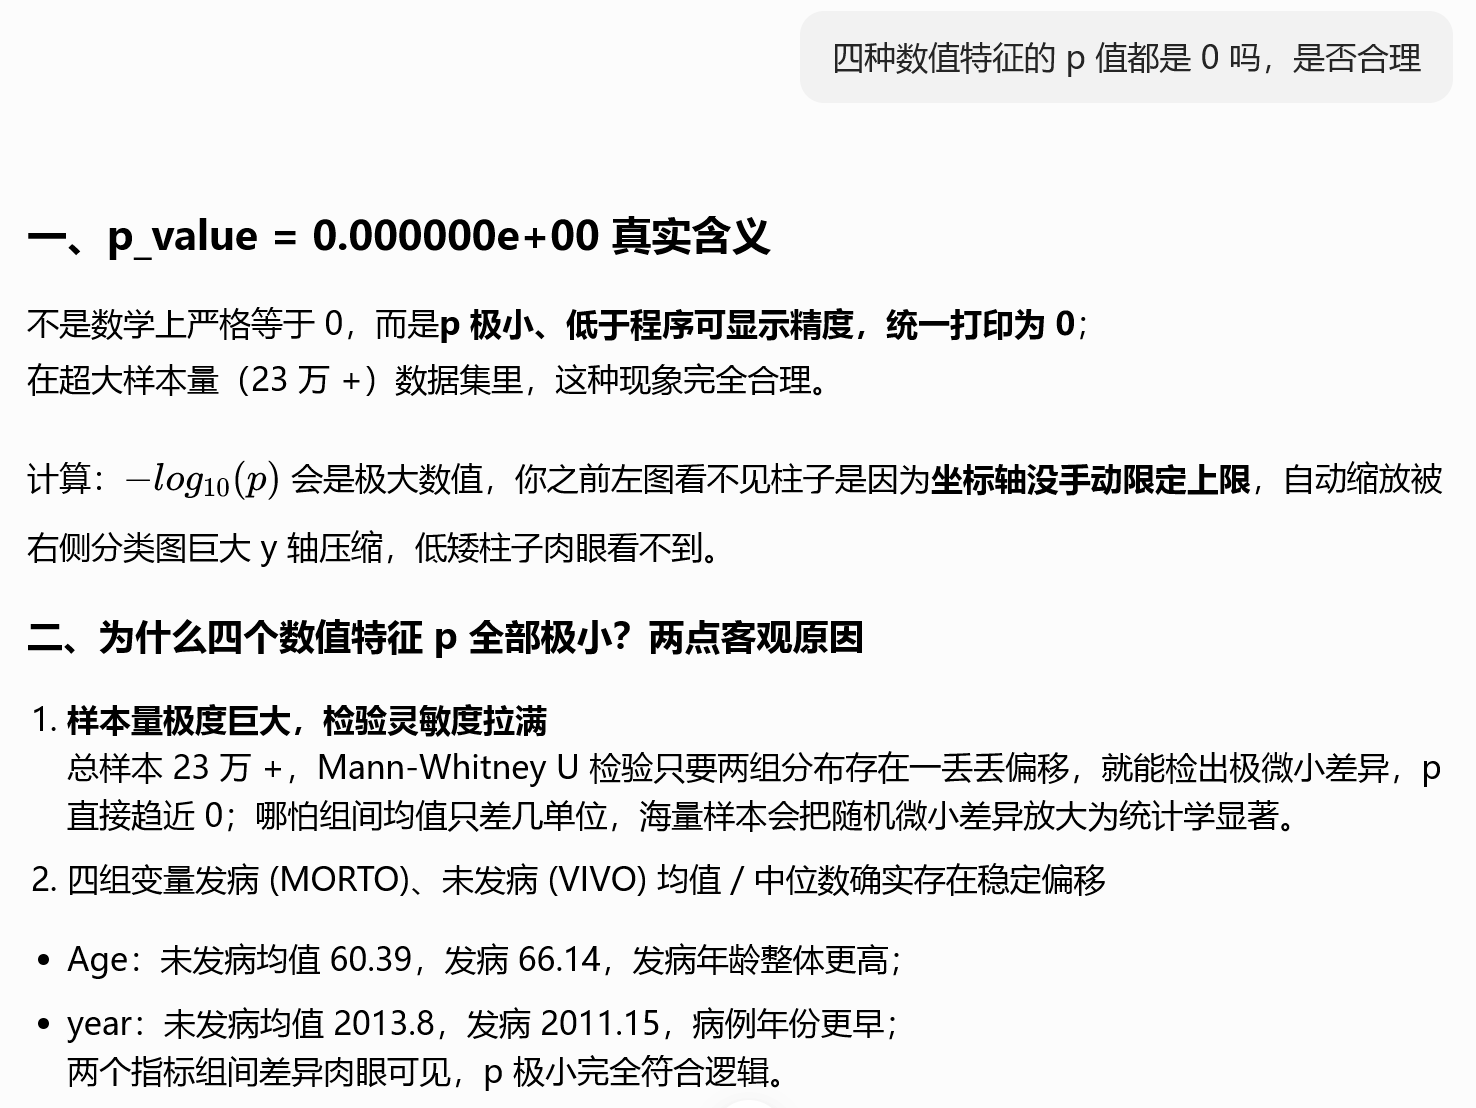 四种数值特征的 p 值都是 0 吗，是否合理
一、p_value = 0.000000e+00 真实含义
不是数学上严格等于 0，而是p 极小、低于程序可显示精度，统一打印为 0；
在超大样本量（23 万 +）数据集里，这种现象完全合理。
计算：−log₁₀(p) 会是极大数值，你之前左图看不见柱子是因为坐标轴没手动限定上限，自动缩放被
右侧分类图巨大 y 轴压缩，低矮柱子肉眼看不到。
二、为什么四个数值特征 p 全部极小？两点客观原因
1. 样本量极度巨大，检验灵敏度拉满
总样本 23 万 +，Mann-Whitney U 检验只要两组分布存在一丢丢偏移，就能检出极微小差异，p
直接趋近 0；哪怕组间均值只差几单位，海量样本会把随机微小差异放大为统计学显著。
2. 四组变量发病 (MORTO)、未发病 (VIVO) 均值 / 中位数确实存在稳定偏移
• Age：未发病均值 60.39，发病 66.14，发病年龄整体更高；
• year：未发病均值 2013.8，发病 2011.15，病例年份更早；
两个指标组间差异肉眼可见，p 极小完全符合逻辑。